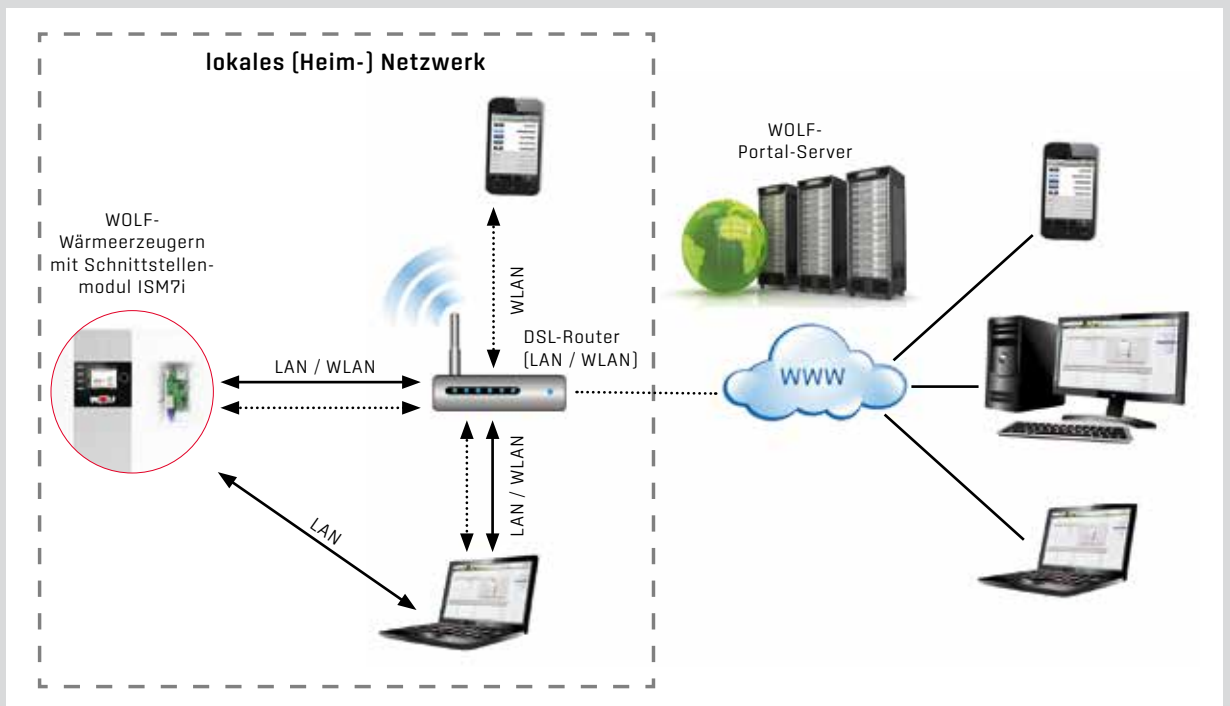 lokales (Heim-) Netzwerk
WOLF-
Wärmeerzeugern
mit Schnittstellen-
modul ISM7i
WOLF
LAN / WLAN
WLAN
DSL-Router
(LAN / WLAN)
LAN / WLAN
LAN
WOLF-
Portal-Server
WWW